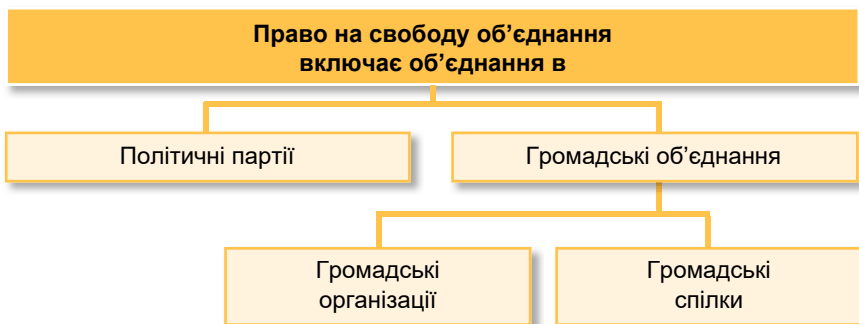 Право на свободу об’єднання
включає об’єднання в
Політичні партії
Громадські об’єднання
Громадські
організації
Громадські
спілки